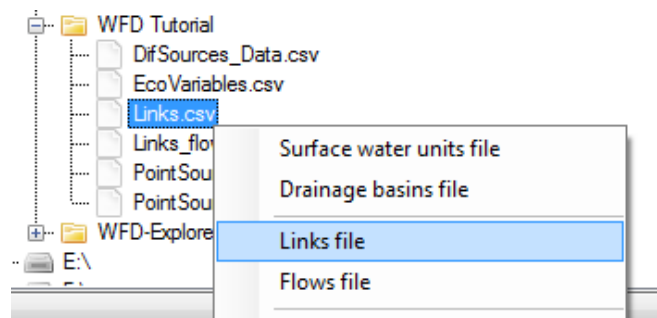 WFD Tutorial
DifSources_Data.csv
EcoVariables.csv
Links.csv
Links_flo
PointSou
PointSou
WFD-Explore
E:\
Surface water units file
Drainage basins file
Links file
Flows file